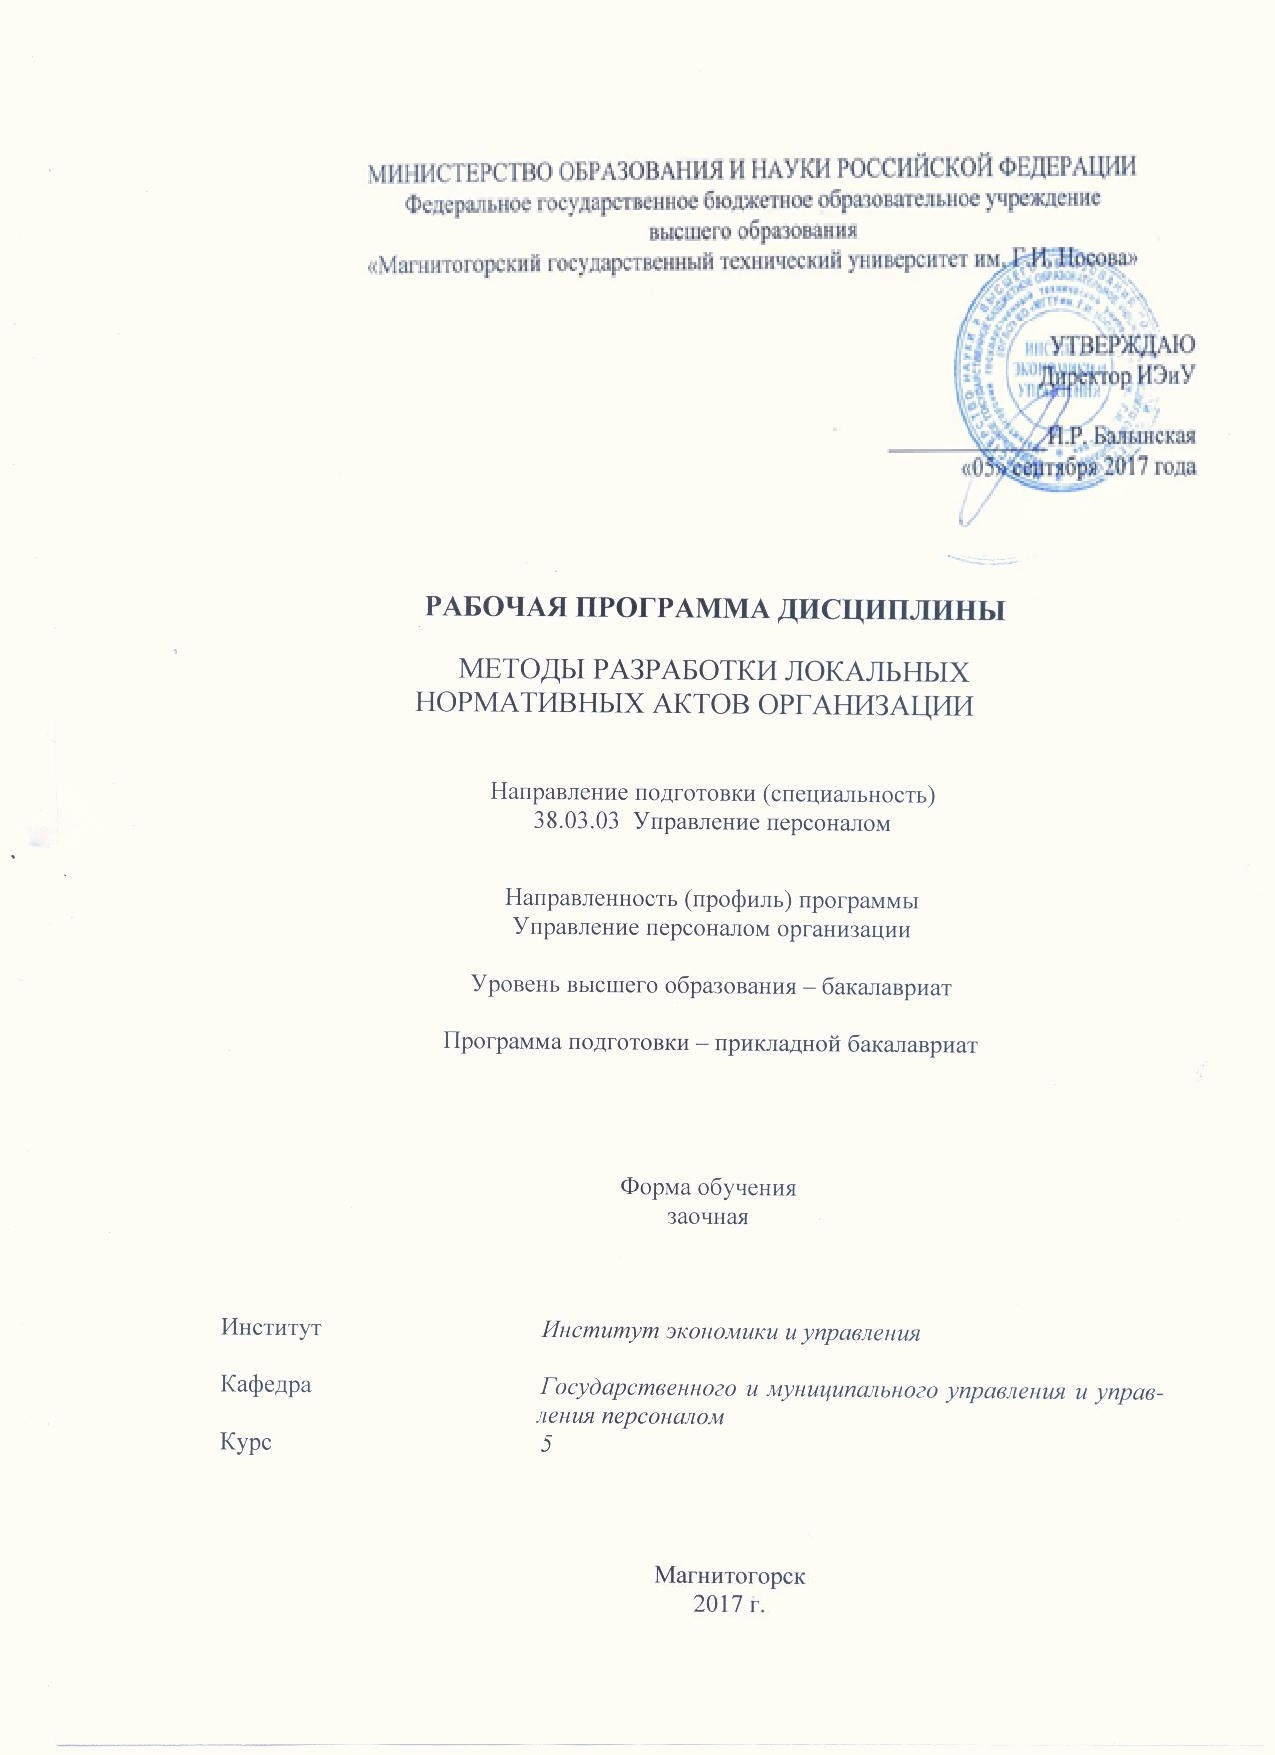 МИНИСТЕРСТВО ОБРАЗОВАНИЯ И НАУКИ РОССИЙСКОЙ ФЕДЕРАЦИИ
Федеральное государственное бюджетное образовательное учреждение
высшего образования
«Магнитогорский государственный технический университет им. Г.И. Носова»
УТВЕРЖДАЮ
Директор ИЭиУ
Н.Р. Балынская
«05» сентября 2017 года
РАБОЧАЯ ПРОГРАММА ДИСЦИПЛИНЫ
МЕТОДЫ РАЗРАБОТКИ ЛОКАЛЬНЫХ
НОРМАТИВНЫХ АКТОВ ОРГАНИЗАЦИИ
Направление подготовки (специальность)
38.03.03 Управление персоналом
Направленность (профиль) программы
Управление персоналом организации
Уровень высшего образования – бакалавриат
Программа подготовки – прикладной бакалавриат
Форма обучения
заочная
Институт Институт экономики и управления
Кафедра Государственного и муниципального управления и управ-
ления персоналом
Курс 5
Магнитогорск
2017 г.